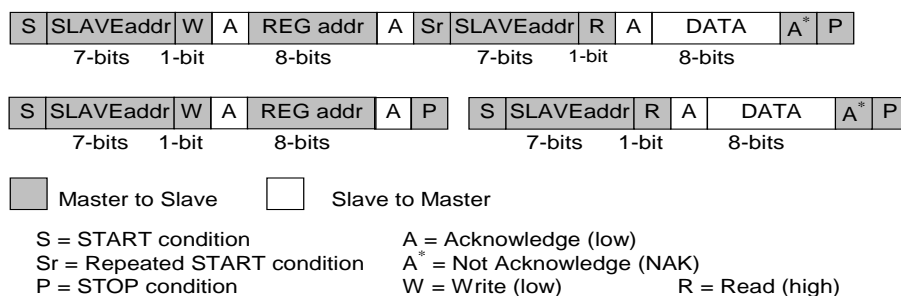 S SLAVEaddr W A REG addr A Sr SLAVEaddr R A DATA A* P
7-bits 1-bit 8-bits 7-bits 1-bit 8-bits
S SLAVEaddr W A REG addr A P S SLAVEaddr R A DATA A* P
7-bits 1-bit 8-bits 7-bits 1-bit 8-bits
Master to Slave Slave to Master
S = START condition A = Acknowledge (low)
Sr = Repeated START condition A* = Not Acknowledge (NAK)
P = STOP condition W = Write (low) R = Read (high)